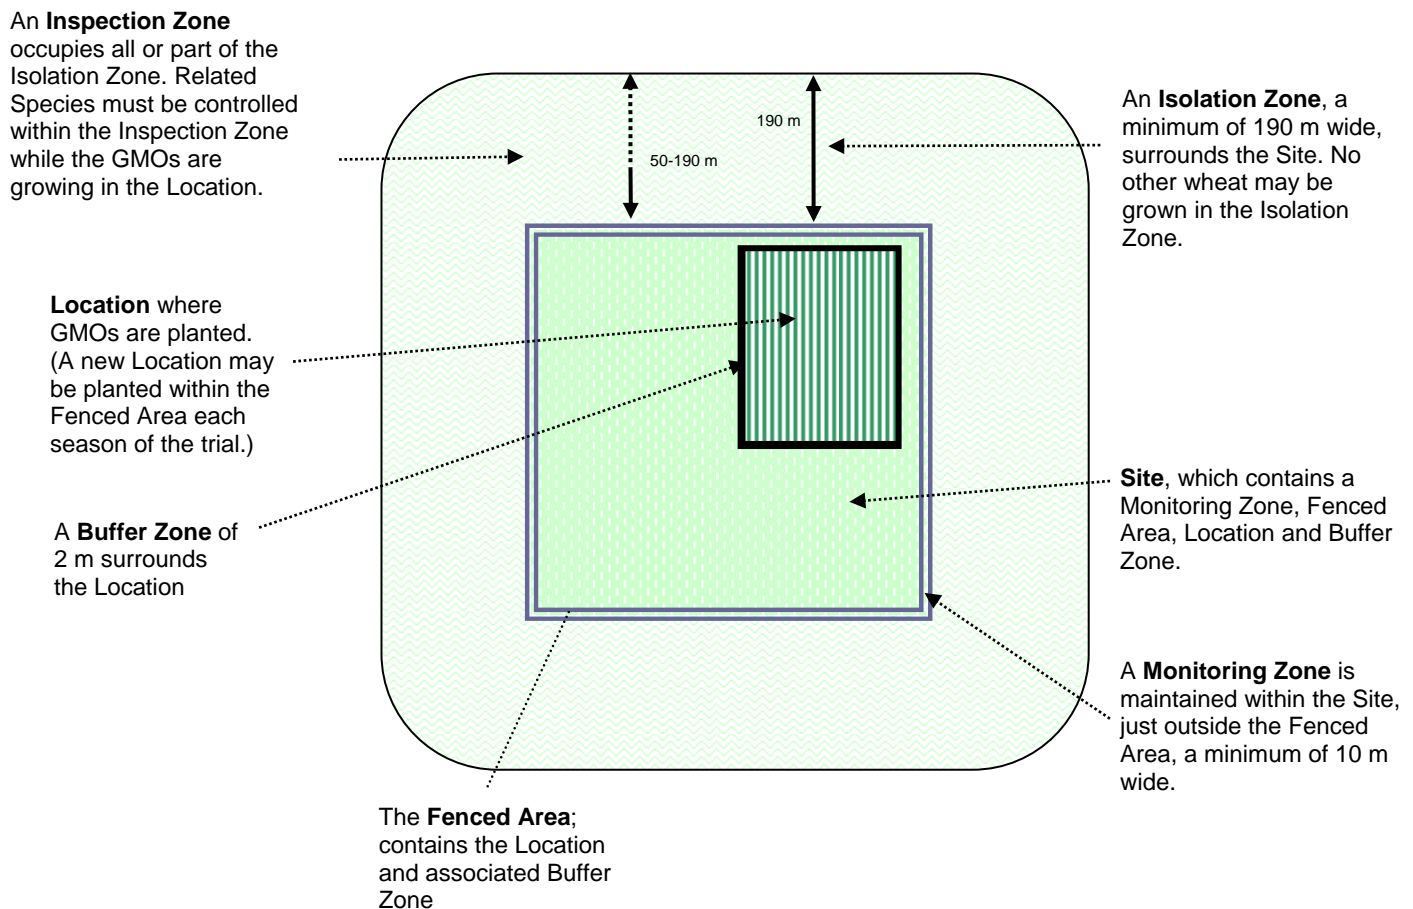 An Inspection Zone
occupies all or part of the
Isolation Zone. Related
Species must be controlled
within the Inspection Zone
while the GMOs are
growing in the Location.
190 m
50-190 m
An Isolation Zone, a
minimum of 190 m wide,
surrounds the Site. No
other wheat may be
grown in the Isolation
Zone.
Location where
GMOs are planted.
(A new Location may
be planted within the
Fenced Area each
season of the trial.)
A Buffer Zone of
2 m surrounds
the Location
Site, which contains a
Monitoring Zone, Fenced
Area, Location and Buffer
Zone.
A Monitoring Zone is
maintained within the Site,
just outside the Fenced
Area, a minimum of 10 m
wide.
The Fenced Area;
contains the Location
and associated Buffer
Zone